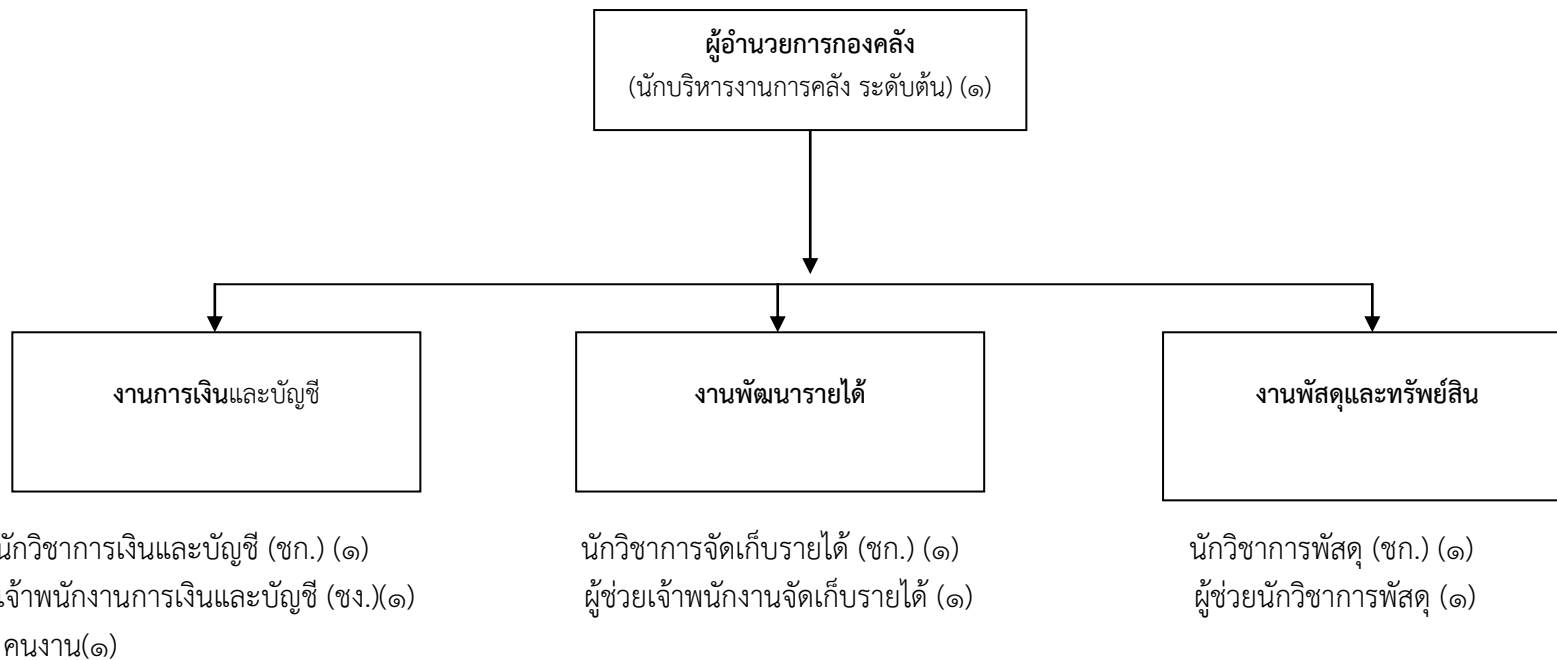 ผู้อำนวยการกองคลัง
(นักบริหารงานการคลัง ระดับต้น) (๑)
งานการเงินและบัญชี
งานพัฒนารายได้
งานพัสดุและทรัพย์สิน
นักวิชาการเงินและบัญชี (ชก.) (๑)
เจ้าพนักงานการเงินและบัญชี (ชง.)(๑)
คนงาน(๑)
นักวิชาการจัดเก็บรายได้ (ชก.) (๑)
ผู้ช่วยเจ้าพนักงานจัดเก็บรายได้ (๑)
นักวิชาการพัสดุ (ชก.) (๑)
ผู้ช่วยนักวิชาการพัสดุ (๑)